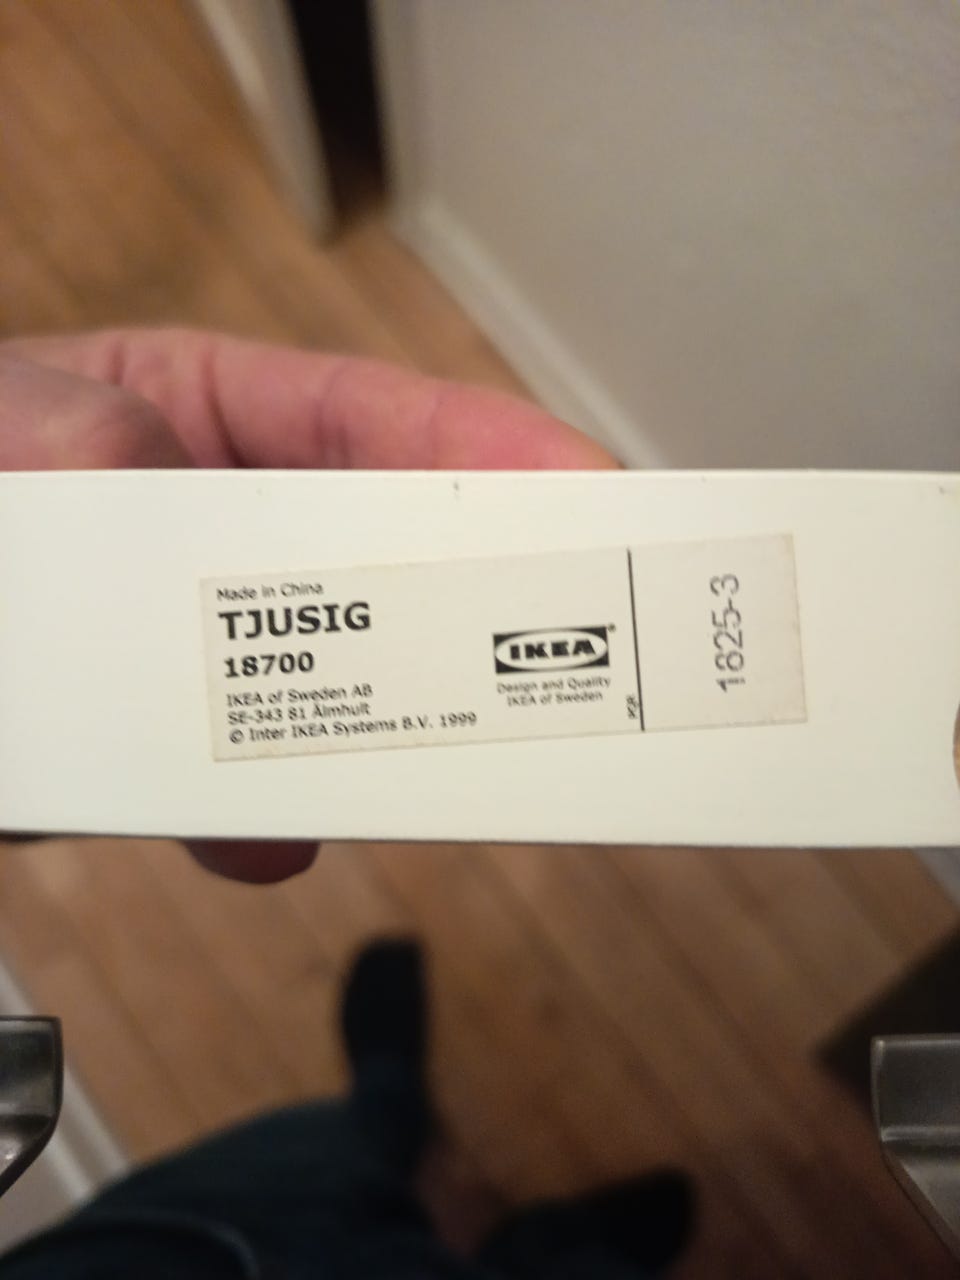 Made in China
TJUSIG
18700
IKEA of Sweden AB
SE-343 81 Älmhult
© Inter IKEA Systems B.V. 1999
IKEA®
Design and Quality
IKEA of Sweden
1825-3